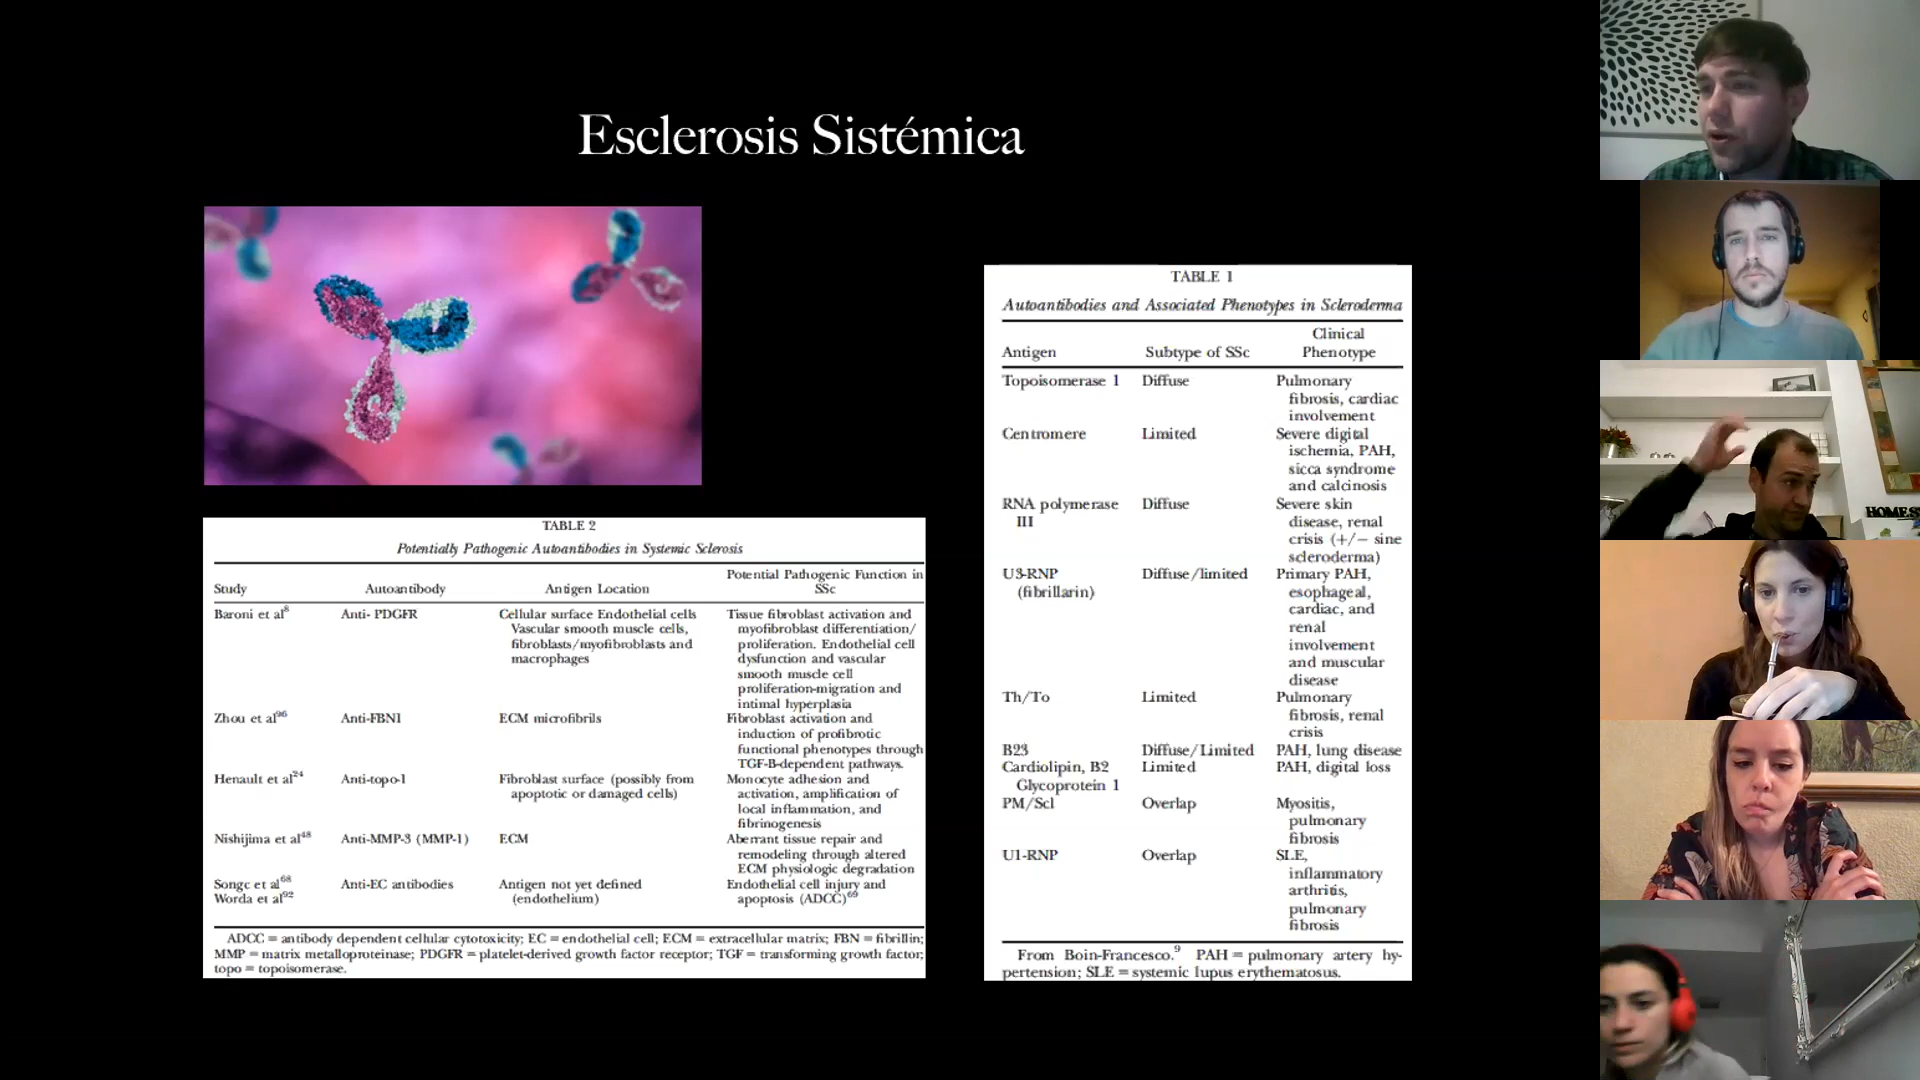 Esclerosis Sistémica
TABLE 2
Potentially Pathogenic Autoantibodies in Systemic Sclerosis
Study Autoantibody Antigen Location Potential Pathogenic Function in SSc
Baroni et al8 Anti- PDGFR Cellular surface Endothelial cells Tissue fibroblast activation and
Vascular smooth muscle cells, myofibroblast differentiation/
fibroblasts/myofibroblasts and proliferation. Endothelial cell
macrophages dysfunction and vascular
smooth muscle cell
proliferation-migration and
intimal hyperplasia
Zhou et al96 Anti-FBN1 ECM microfibrils Fibroblast activation and
induction of profibrotic
functional phenotypes through
TGF-B-dependent pathways.
Henault et al24 Anti-topo-1 Fibroblast surface (possibly from Monocyte adhesion and
apoptotic or damaged cells) activation, amplification of
local inflammation, and
fibrinogenesis
Nishijima et al48 Anti-MMP-3 (MMP-1) ECM Aberrant tissue repair and
remodeling through altered
ECM physiologic degradation
Songc et al68 Anti-EC antibodies Antigen not yet defined Endothelial cell injury and
Worda et al92 (endothelium) apoptosis (ADCC)69
ADCC = antibody dependent cellular cytotoxicity; EC = endothelial cell; ECM = extracellular matrix; FBN = fibrillin;
MMP = matrix metalloproteinase; PDGFR = platelet-derived growth factor receptor; TGF = transforming growth factor;
topo = topoisomerase.
TABLE 1
Autoantibodies and Associated Phenotypes in Scleroderma
Clinical
Antigen Subtype of SSc Phenotype
Topoisomerase 1 Diffuse Pulmonary
fibrosis, cardiac
involvement
Centromere Limited Severe digital
ischemia, PAH,
sicca syndrome
and calcinosis
RNA polymerase Diffuse Severe skin
III disease, renal
crisis (+/− sine
scleroderma)
U3-RNP Diffuse/limited Primary PAH,
(fibrillarin) esophageal,
cardiac, and
renal
involvement
and muscular
disease
Th/To Limited Pulmonary
fibrosis, renal
crisis
B23 Diffuse/Limited PAH, lung disease
Cardiolipin, B2 Limited PAH, digital loss
Glycoprotein 1
PM/Scl Overlap Myositis,
pulmonary
fibrosis
U1-RNP Overlap SLE,
inflammatory
arthritis,
pulmonary
fibrosis
From Boin-Francesco.9 PAH = pulmonary artery hy-
pertension; SLE = systemic lupus erythematosus.